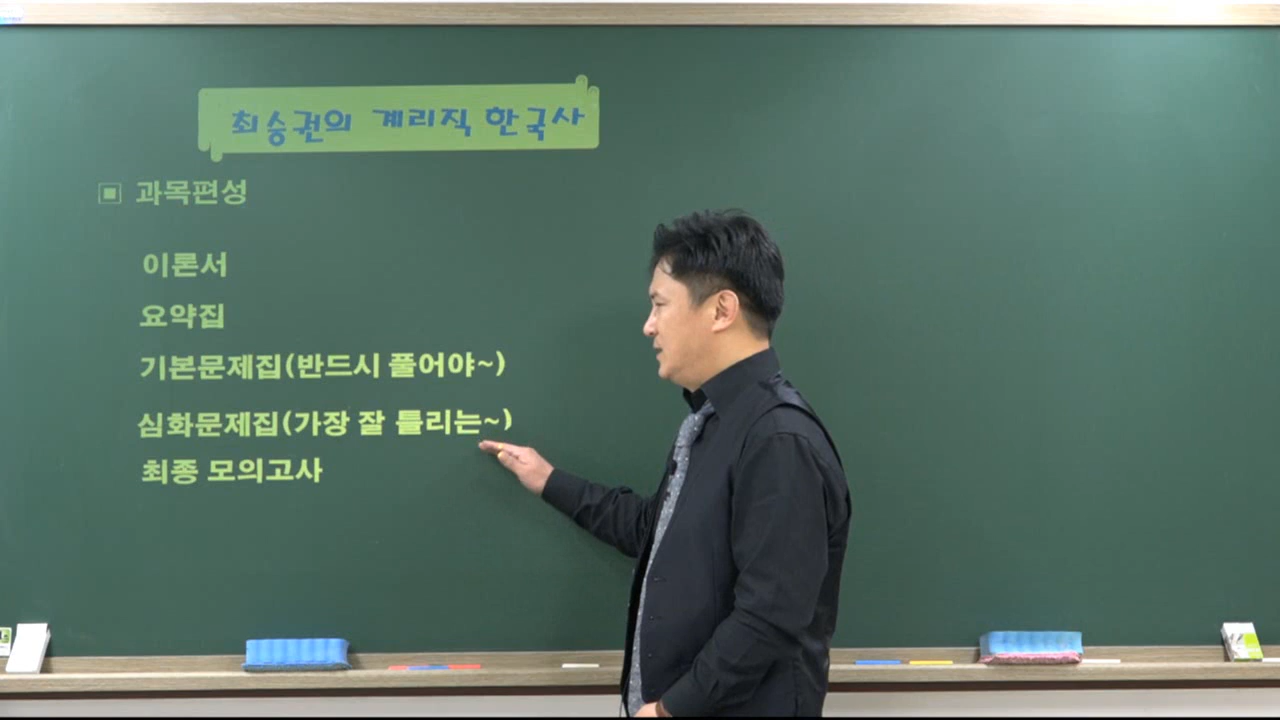 최승권의 계리직 한국사
▣ 과목편성
이론서
요약집
기본문제집(반드시 풀어야~)
심화문제집(가장 잘 틀리는~)
최종 모의고사